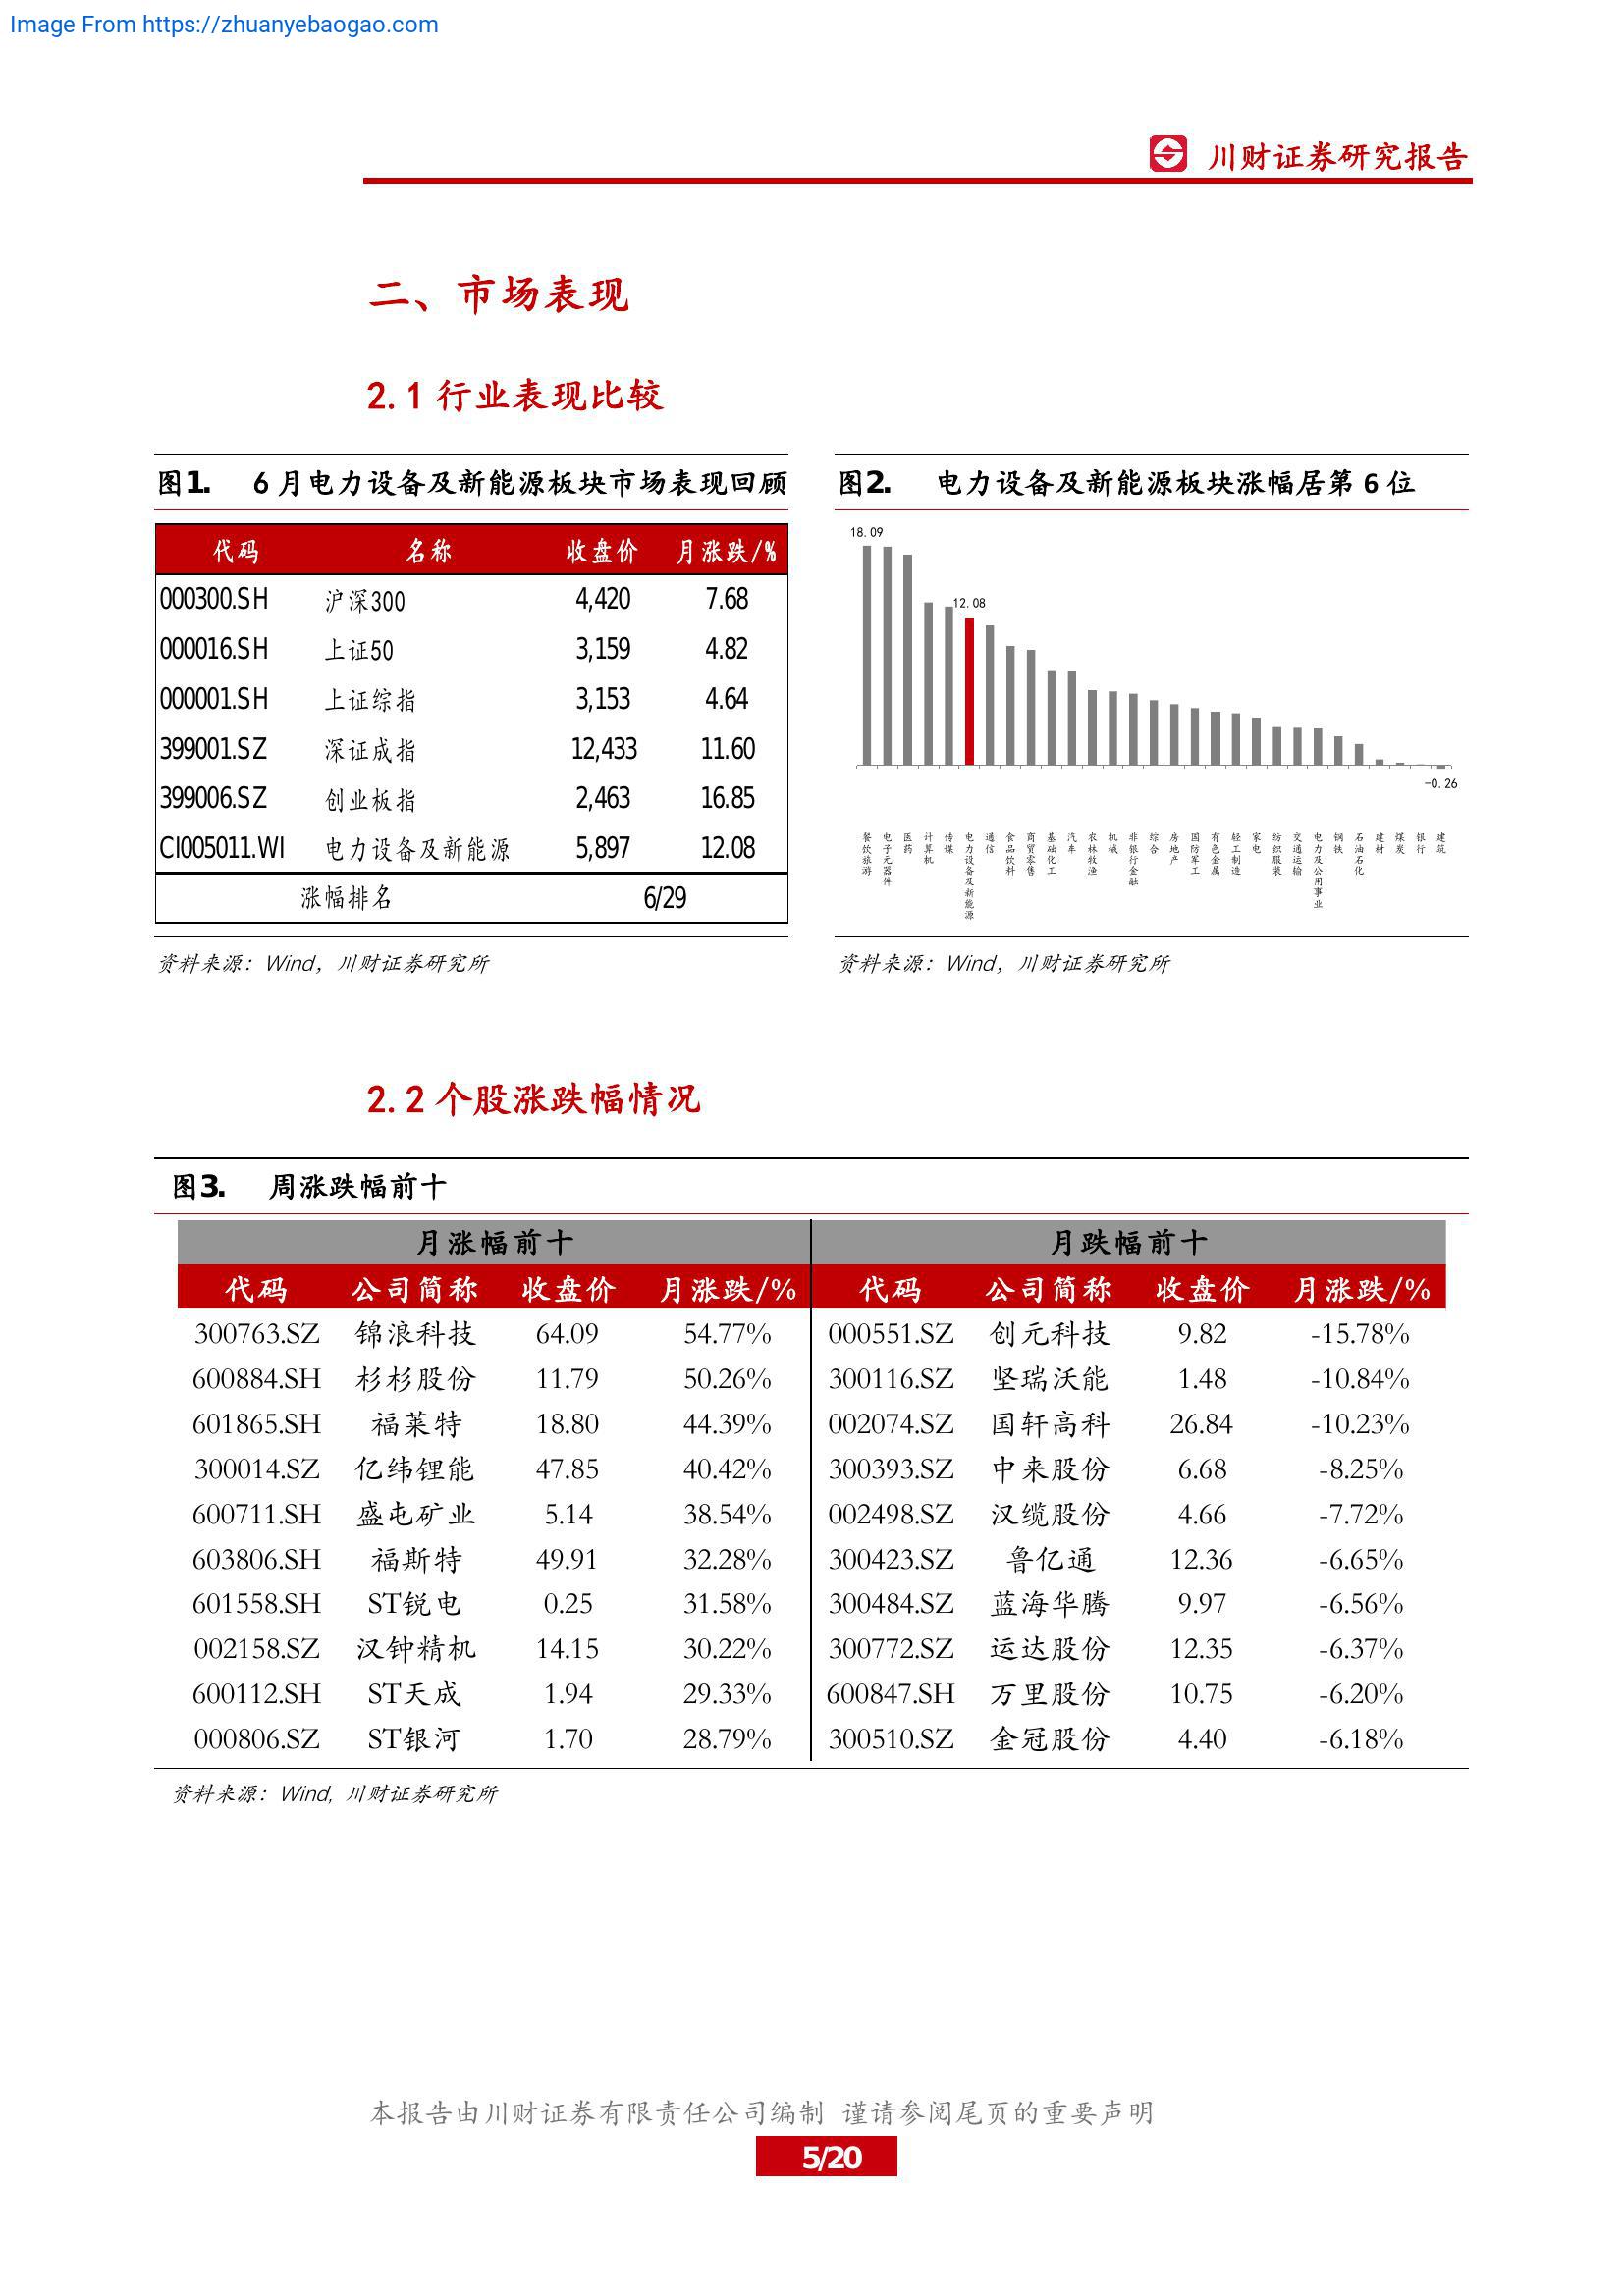 Image From https://zhuanyebaogao.com
川财证券研究报告
二、市场表现
2.1 行业表现比较
图1. 6 月电力设备及新能源板块市场表现回顾
代码 名称 收盘价 月涨跌/%
000300.SH 沪深300 4,420 7.68
000016.SH 上证50 3,159 4.82
000001.SH 上证综指 3,153 4.64
399001.SZ 深证成指 12,433 11.60
399006.SZ 创业板指 2,463 16.85
CI005011.WI 电力设备及新能源 5,897 12.08
涨幅排名 6/29
资料来源：Wind，川财证券研究所
图2. 电力设备及新能源板块涨幅居第 6 位
18.09
12.08
-0.26
餐饮旅游
电子元器件
医药
计算机
传媒
电力设备及新能源
通信
食品饮料
商贸零售
基础化工
汽车
农林牧渔
机械
非银行金融
综合
房地产
国防军工
有色金属
轻工制造
家电
纺织服装
交通运输
电力及公用事业
钢铁
石油石化
建材
煤炭
银行
建筑
资料来源：Wind，川财证券研究所
2.2 个股涨跌幅情况
图3. 周涨跌幅前十
月涨幅前十 月跌幅前十
代码 公司简称 收盘价 月涨跌/% 代码 公司简称 收盘价 月涨跌/%
300763.SZ 锦浪科技 64.09 54.77% 000551.SZ 创元科技 9.82 -15.78%
600884.SH 杉杉股份 11.79 50.26% 300116.SZ 坚瑞沃能 1.48 -10.84%
601865.SH 福莱特 18.80 44.39% 002074.SZ 国轩高科 26.84 -10.23%
300014.SZ 亿纬锂能 47.85 40.42% 300393.SZ 中来股份 6.68 -8.25%
600711.SH 盛屯矿业 5.14 38.54% 002498.SZ 汉缆股份 4.66 -7.72%
603806.SH 福斯特 49.91 32.28% 300423.SZ 鲁亿通 12.36 -6.65%
601558.SH ST锐电 0.25 31.58% 300484.SZ 蓝海华腾 9.97 -6.56%
002158.SZ 汉钟精机 14.15 30.22% 300772.SZ 运达股份 12.35 -6.37%
600112.SH ST天成 1.94 29.33% 600847.SH 万里股份 10.75 -6.20%
000806.SZ ST银河 1.70 28.79% 300510.SZ 金冠股份 4.40 -6.18%
资料来源：Wind, 川财证券研究所
本报告由川财证券有限责任公司编制 谨请参阅尾页的重要声明
5/20